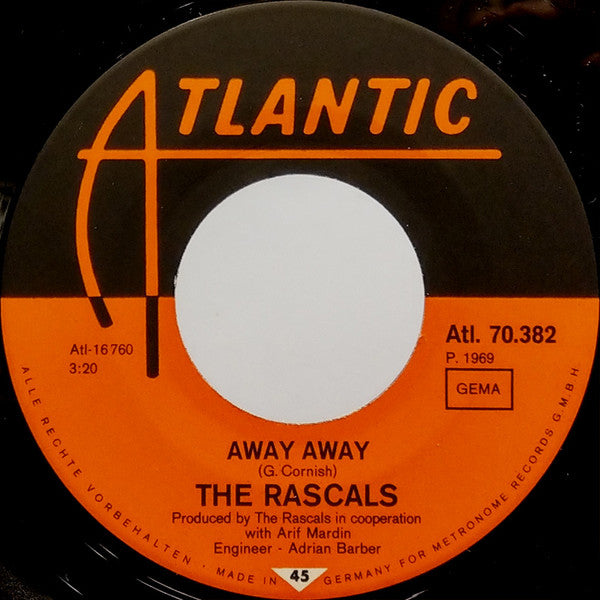 ATLANTIC
Atl-16 760
3:20
Atl. 70.382
P. 1969
GEMA
AWAY AWAY
(G. Cornish)
THE RASCALS
Produced by The Rascals in cooperation
with Arif Mardin
Engineer - Adrian Barber
ALLE RECHTE VORBEHALTEN · MADE IN 45 GERMANY FOR METRONOME RECORDS G.M.B.H